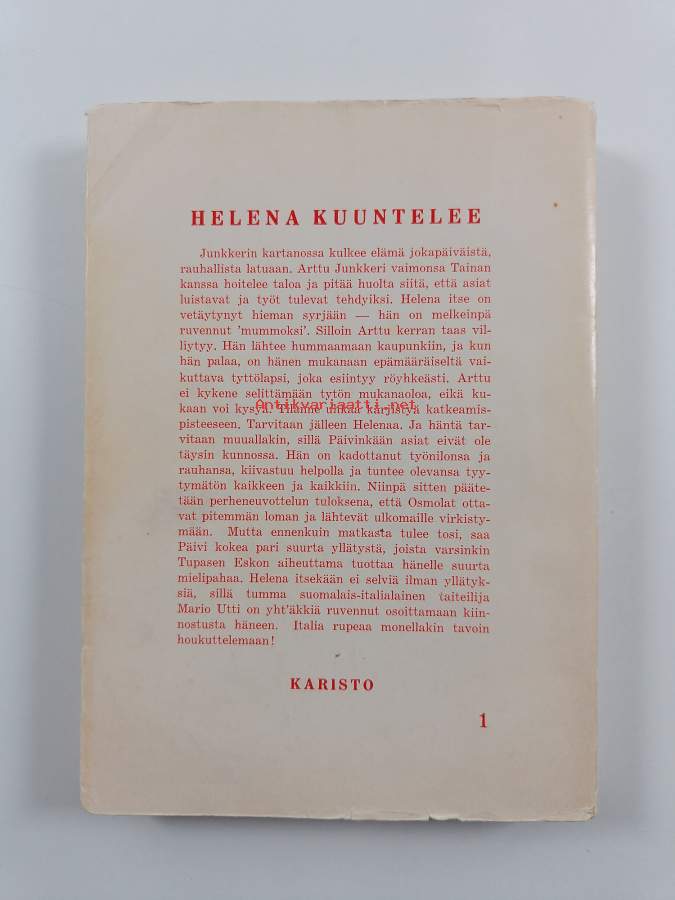 HELENA KUUNTELEE
Junkkerin kartanossa kulkee elämä jokapäiväistä,
rauhallista latuaan. Arttu Junkkeri vaimonsa Tainan
kanssa hoitelee taloa ja pitää huolta siitä, että asiat
luistavat ja työt tulevat tehdyiksi. Helena itse on
vetäytynyt hieman syrjään — hän on melkeinpä
ruvennut 'mummoksi'. Silloin Arttu kerran taas vil-
liytyy. Hän lähtee hummaamaan kaupunkiin, ja kun
hän palaa, on hänen mukanaan epämääräiseltä vai-
kuttava tyttölapsi, joka esiintyy röyhkeästi. Arttu
ei kykene selittämään tytön mukanaoloa, eikä ku-
kaan voi kysyä. Tilanne uhkaa kärjistyä katkeamis-
Antikvariaatti.net
pisteeseen. Tarvitaan jälleen Helenaa. Ja häntä tar-
vitaan muuallakin, sillä Päivinkään asiat eivät ole
täysin kunnossa. Hän on kadottanut työnilonsa ja
rauhansa, kiivastuu helpolla ja tuntee olevansa tyy-
tymätön kaikkeen ja kaikkiin. Niinpä sitten pääte-
tään perheneuvottelun tuloksena, että Osmolat otta-
vat pitemmän loman ja lähtevät ulkomaille virkisty-
mään. Mutta ennenkuin matkasta tulee tosi, saa
Päivi kokea pari suurta yllätystä, joista varsinkin
Tupasen Eskon aiheuttama tuottaa hänelle suurta
mielipahaa. Helena itsekään ei selviä ilman yllätyk-
siä, sillä tumma suomalais-italialainen taiteilija
Mario Utti on yht'äkkiä ruvennut osoittamaan kiin-
nostusta häneen. Italia rupeaa monellakin tavoin
houkuttelemaan!
KARISTO
1